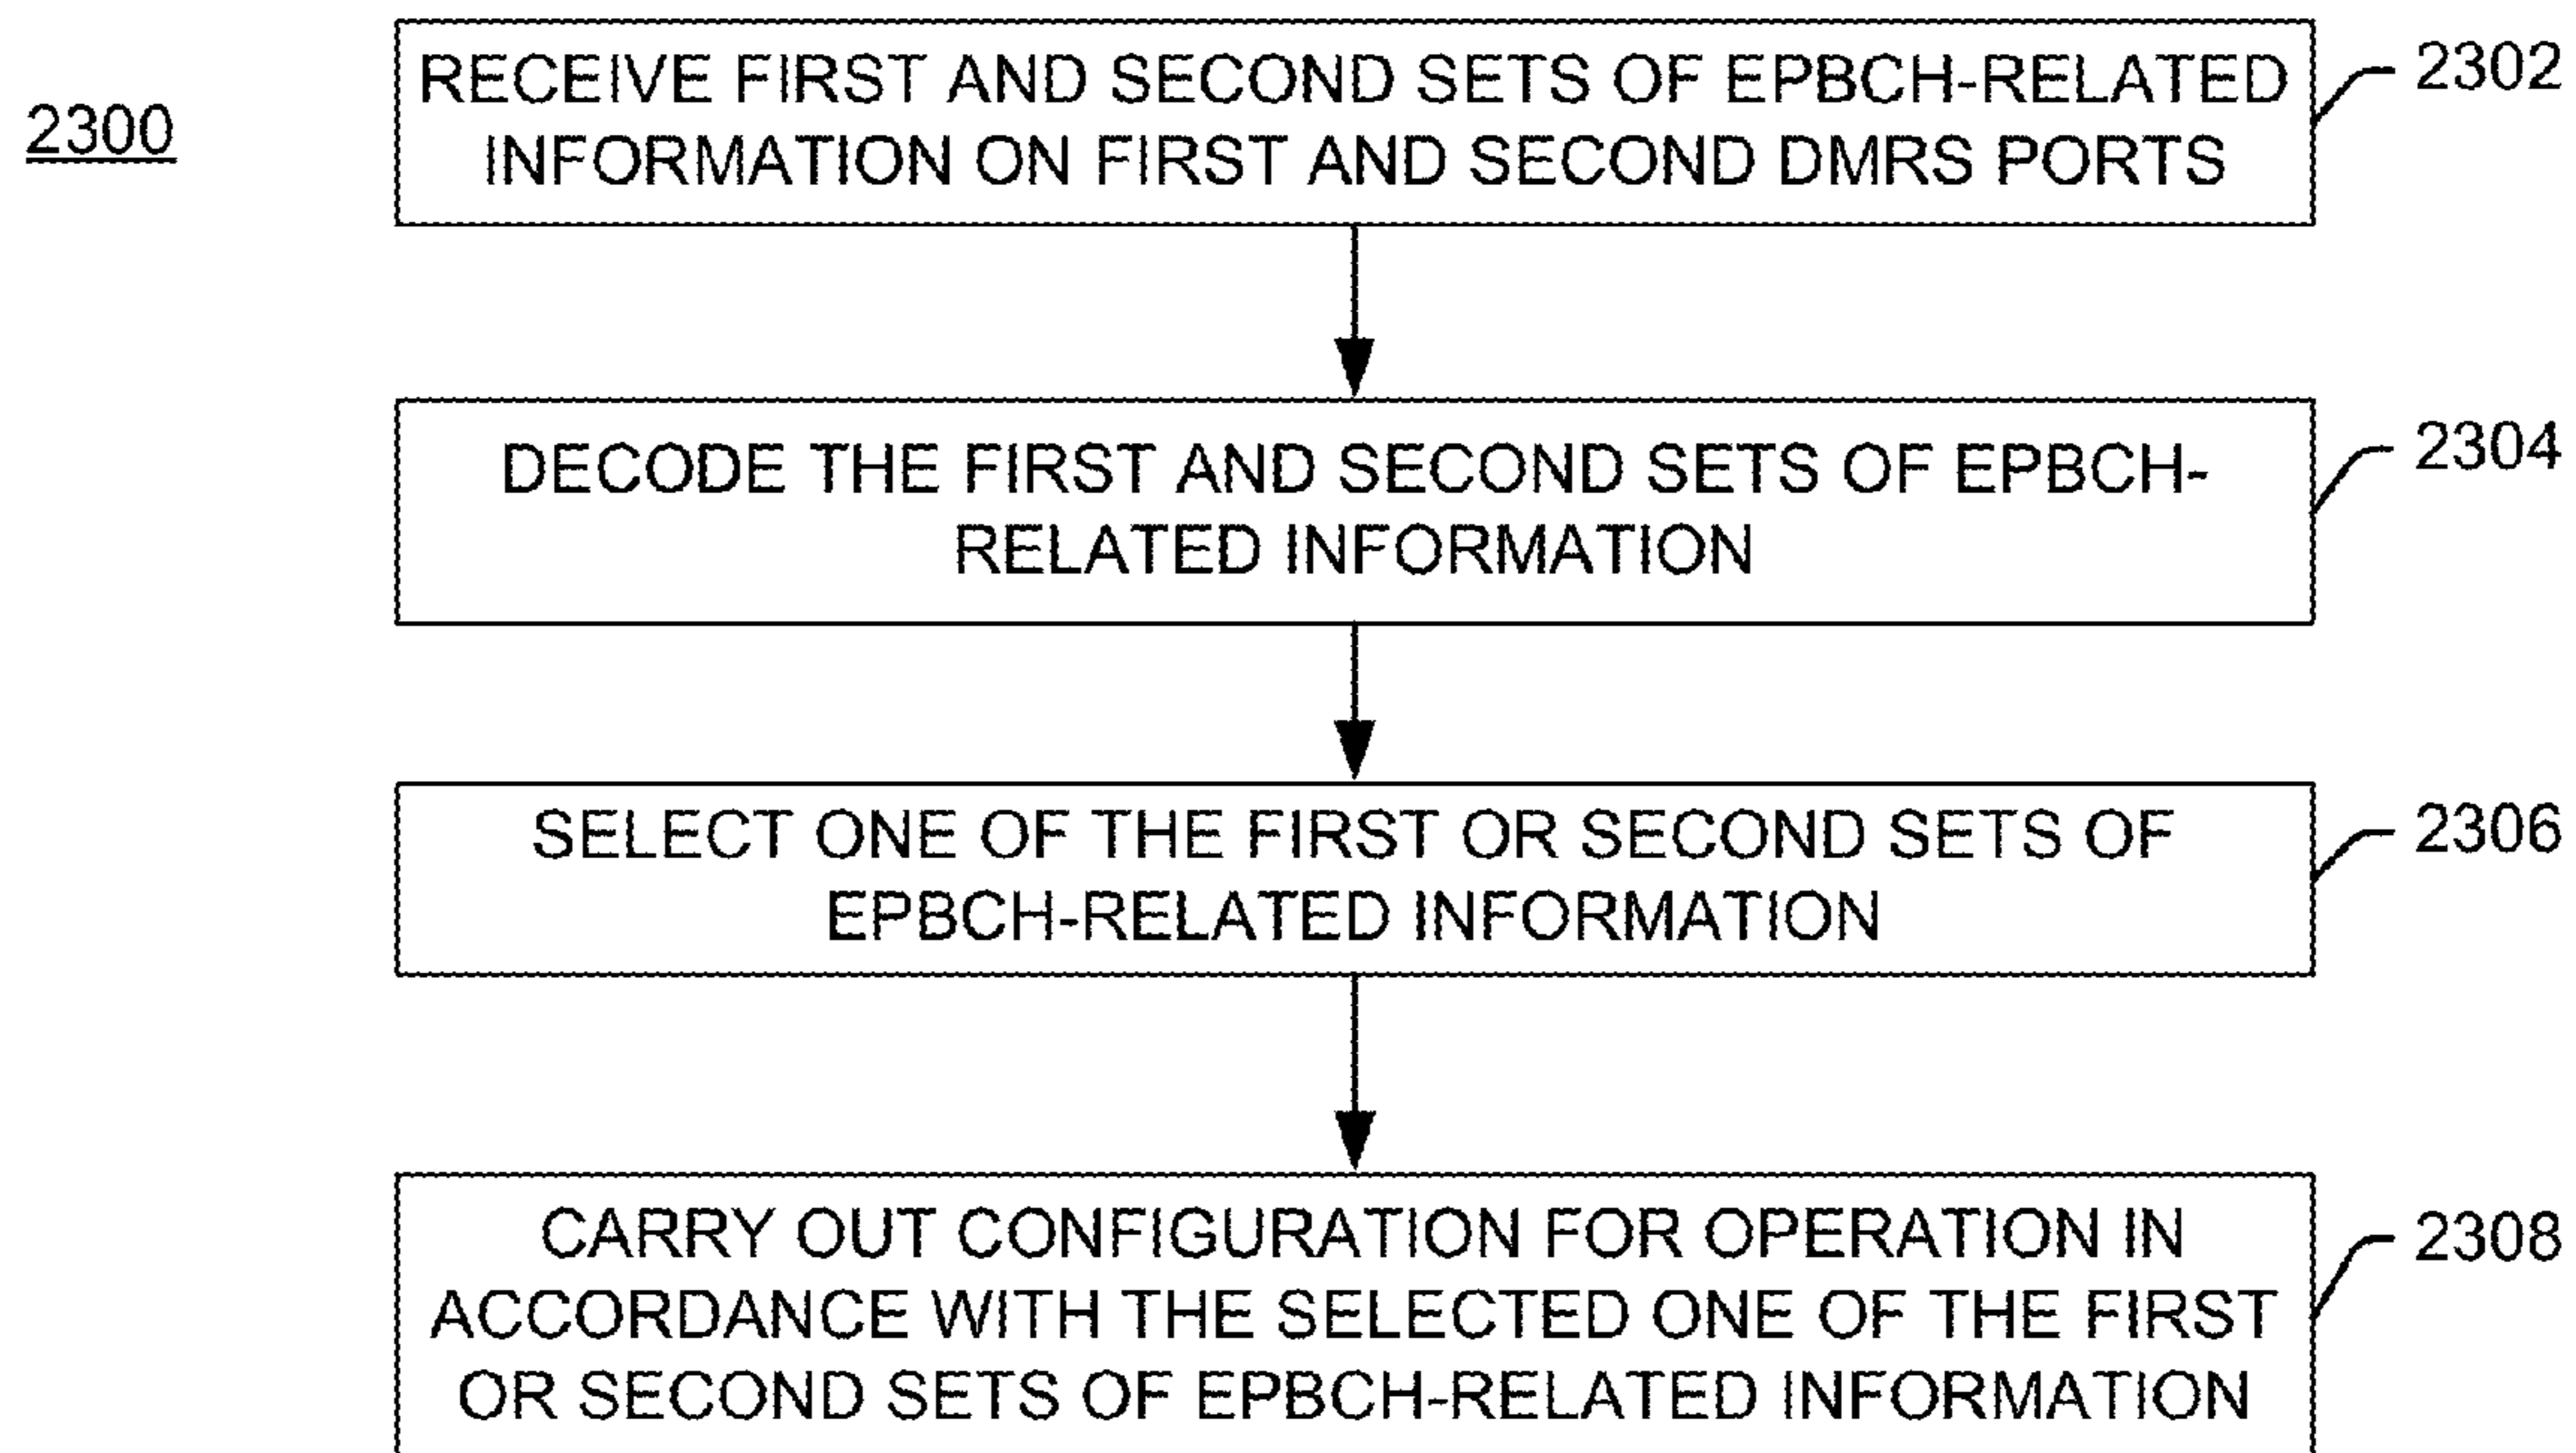 2300
RECEIVE FIRST AND SECOND SETS OF EPBCH-RELATED
INFORMATION ON FIRST AND SECOND DMRS PORTS
2302
DECODE THE FIRST AND SECOND SETS OF EPBCH-
RELATED INFORMATION
2304
SELECT ONE OF THE FIRST OR SECOND SETS OF
EPBCH-RELATED INFORMATION
2306
CARRY OUT CONFIGURATION FOR OPERATION IN
ACCORDANCE WITH THE SELECTED ONE OF THE FIRST
OR SECOND SETS OF EPBCH-RELATED INFORMATION
2308